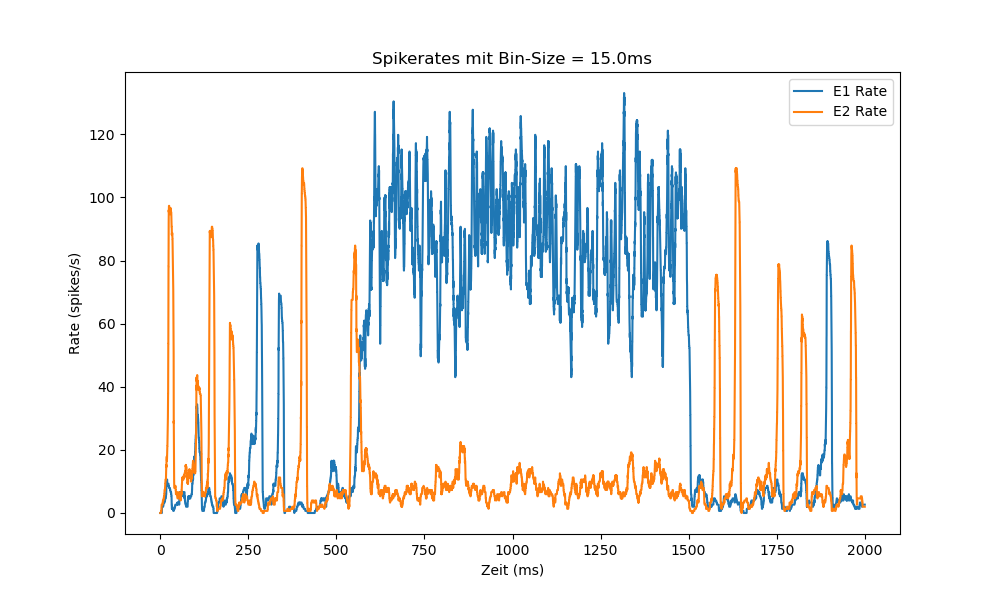 Spikerates mit Bin-Size = 15.0ms
E1 Rate
E2 Rate
Rate (spikes/s)
120
100
80
60
40
20
0
0 250 500 750 1000 1250 1500 1750 2000
Zeit (ms)